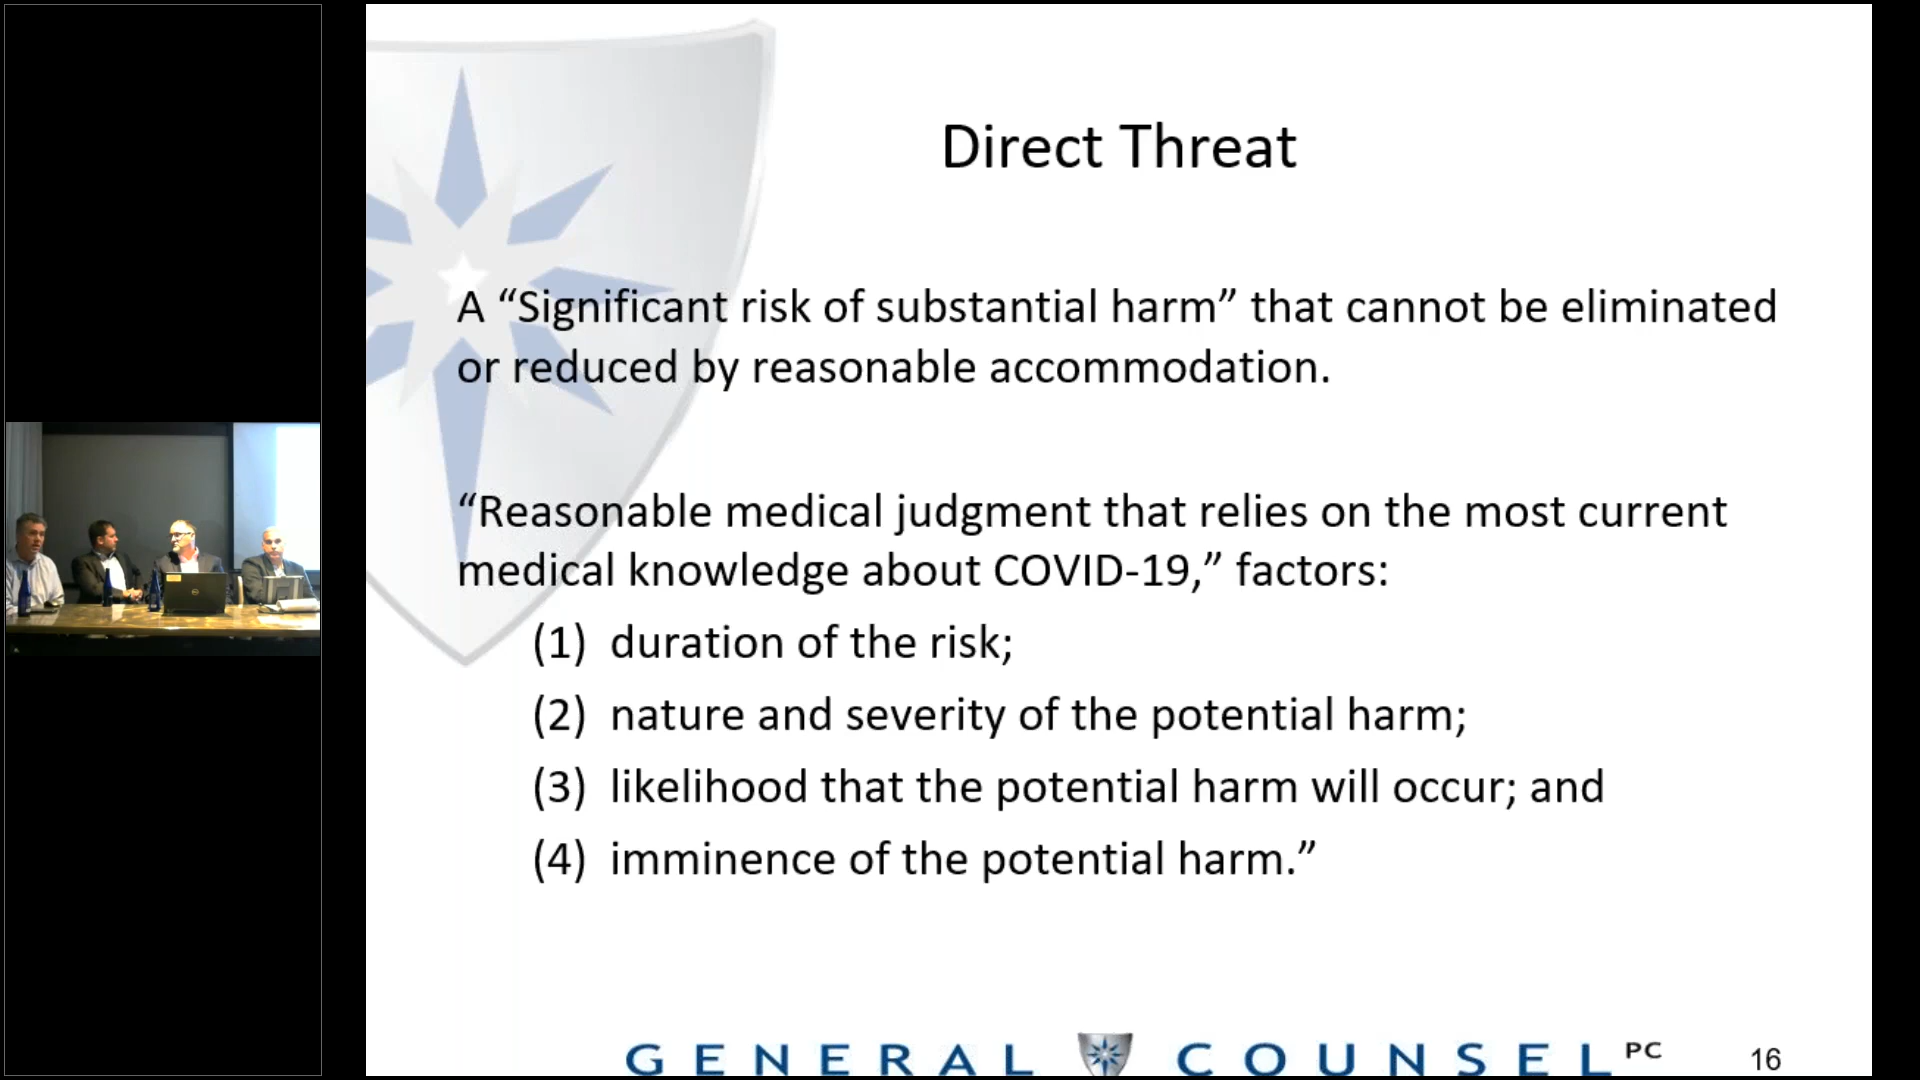 Direct Threat
A “Significant risk of substantial harm” that cannot be eliminated
or reduced by reasonable accommodation.
“Reasonable medical judgment that relies on the most current
medical knowledge about COVID-19,” factors:
(1) duration of the risk;
(2) nature and severity of the potential harm;
(3) likelihood that the potential harm will occur; and
(4) imminence of the potential harm.”
GENERAL COUNSEL PC
16